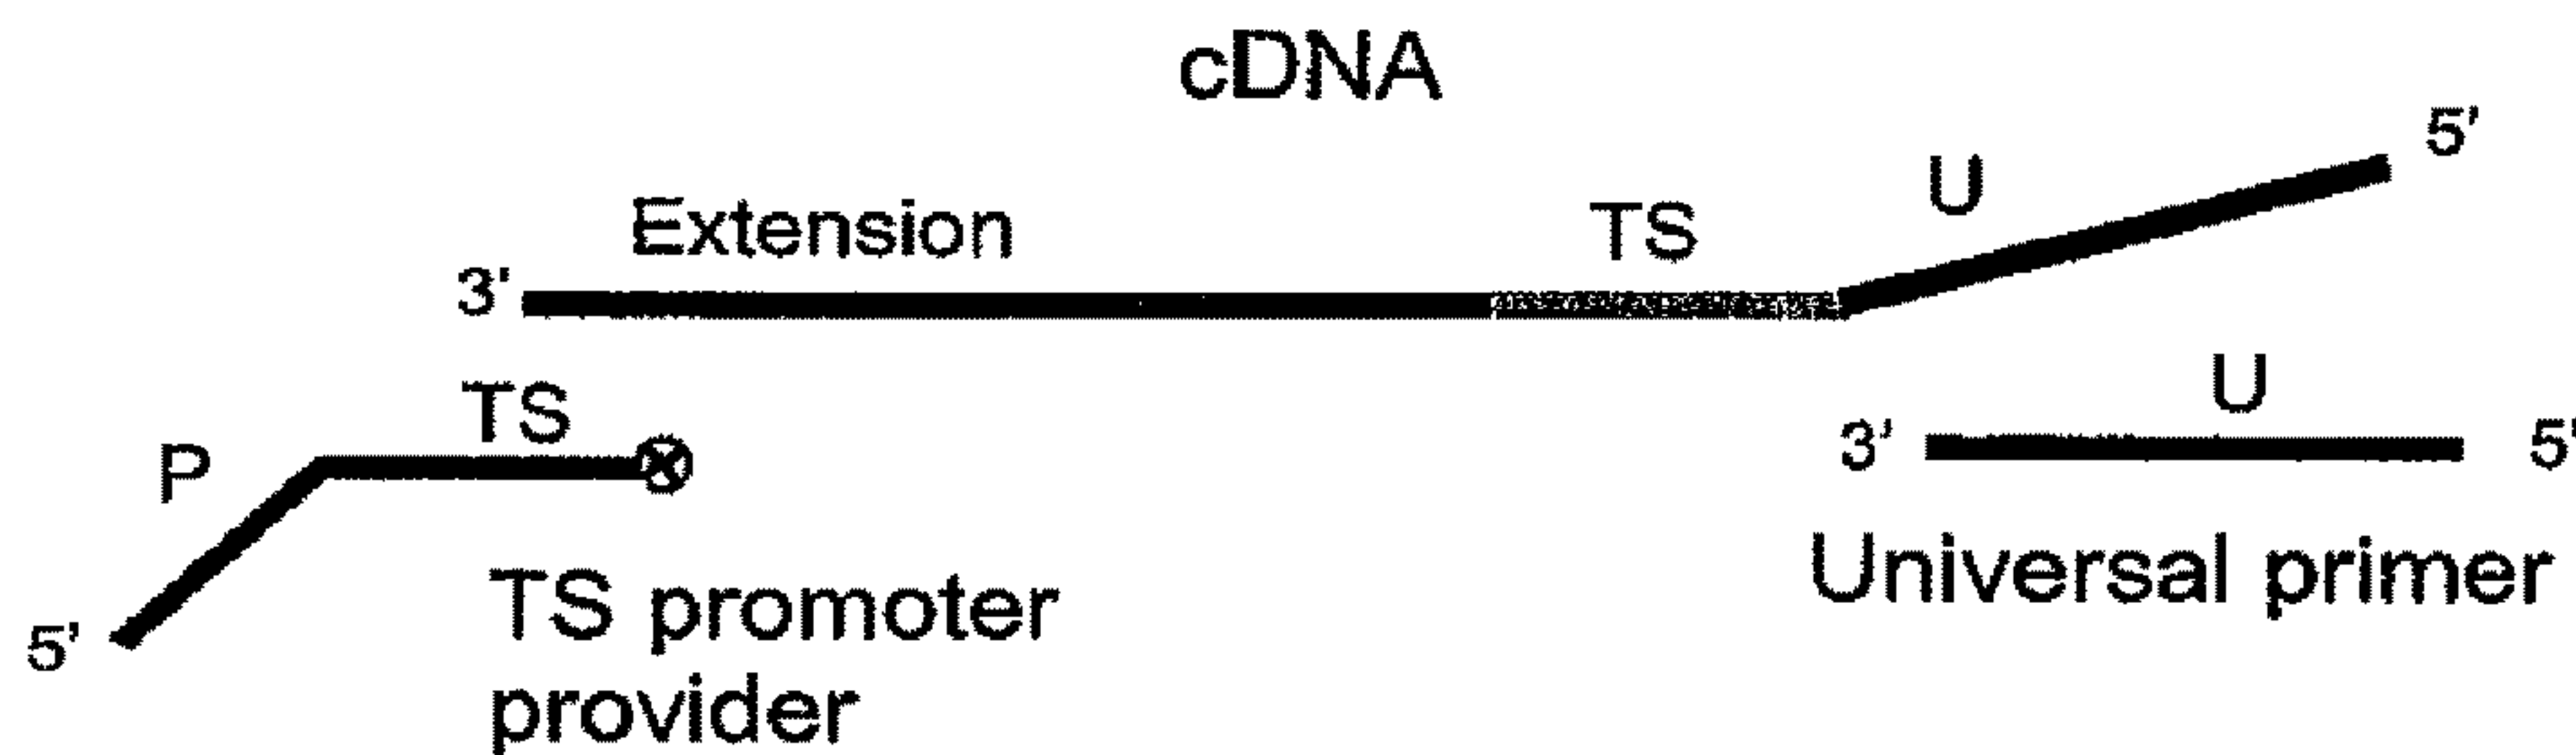 cDNA
5'
U
Extension
TS
3'
TS
U
P
3'
5'
5'
TS promoter
provider
Universal primer